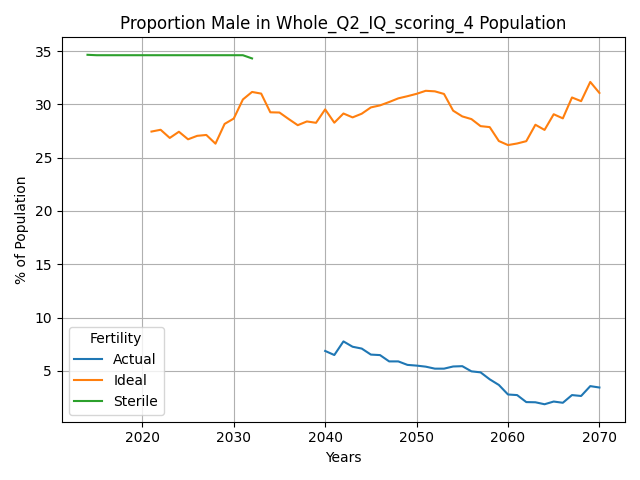 Proportion Male in Whole_Q2_IQ_scoring_4 Population
% of Population
35
30
25
20
15
10
5
Fertility
Actual
Ideal
Sterile
2020 2030 2040 2050 2060 2070
Years